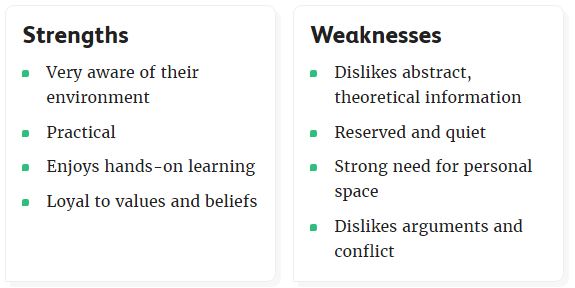 Strengths
Very aware of their
environment
Practical
Enjoys hands-on learning
Loyal to values and beliefs
Weaknesses
Dislikes abstract,
theoretical information
Reserved and quiet
Strong need for personal
space
Dislikes arguments and
conflict